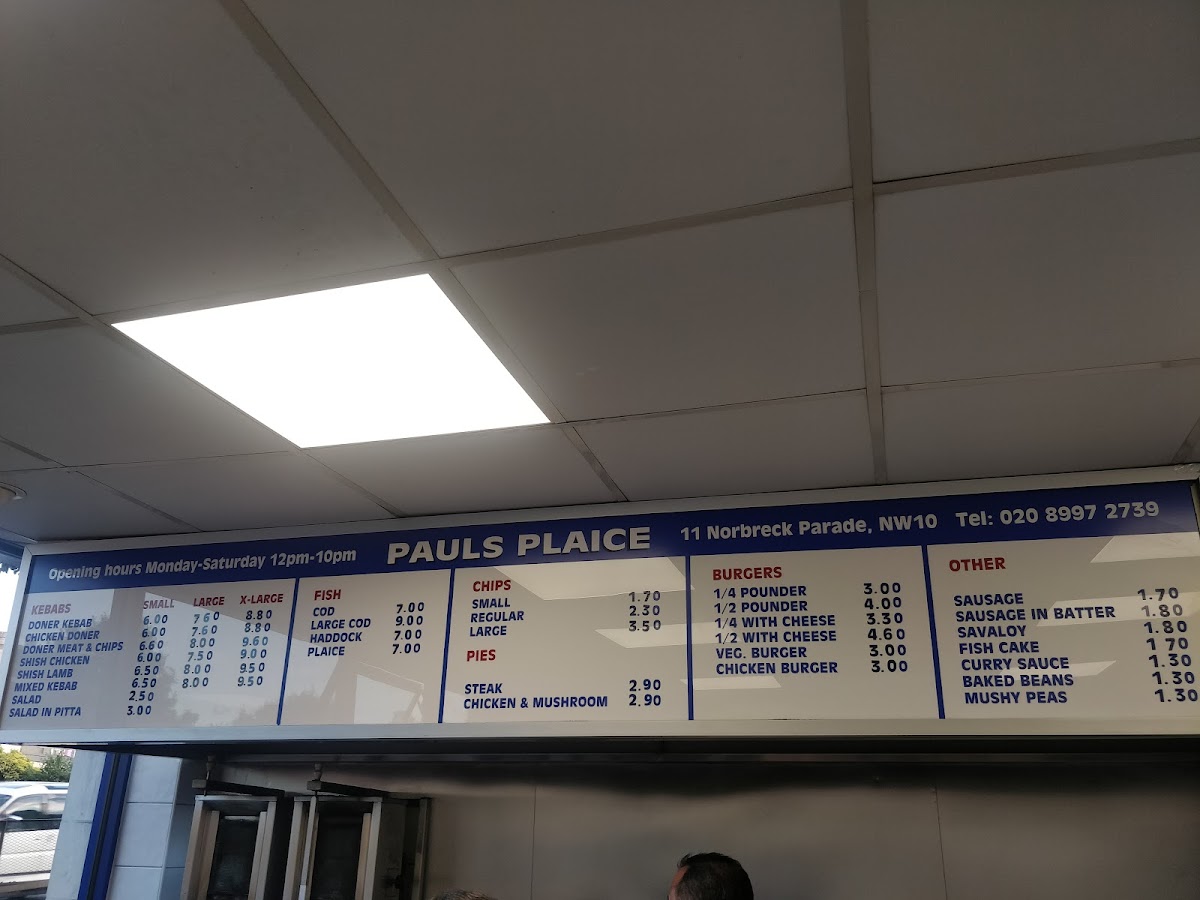 Opening hours Monday-Saturday 12pm-10pm PAULS PLAICE 11 Norbreck Parade, NW10 Tel: 020 8997 2739
KEBABS SMALL LARGE X-LARGE
DONER KEBAB 6.00 7.60 8.80
CHICKEN DONER 6.00 7.60 8.80
DONER MEAT & CHIPS 6.60 8.00 9.60
SHISH CHICKEN 6.00 7.50 9.00
SHISH LAMB 6.50 8.00 9.50
MIXED KEBAB 6.50 8.00 9.50
SALAD 2.50
SALAD IN PITTA 3.00
FISH
COD 7.00
LARGE COD 9.00
HADDOCK 7.00
PLAICE 7.00
CHIPS
SMALL 1.70
REGULAR 2.30
LARGE 3.50
PIES
STEAK 2.90
CHICKEN & MUSHROOM 2.90
BURGERS
1/4 POUNDER 3.00
1/2 POUNDER 4.00
1/4 WITH CHEESE 3.30
1/2 WITH CHEESE 4.60
VEG. BURGER 3.00
CHICKEN BURGER 3.00
OTHER
SAUSAGE 1.70
SAUSAGE IN BATTER 1.80
SAVALOY 1.80
FISH CAKE 1 70
CURRY SAUCE 1.30
BAKED BEANS 1.30
MUSHY PEAS 1.30